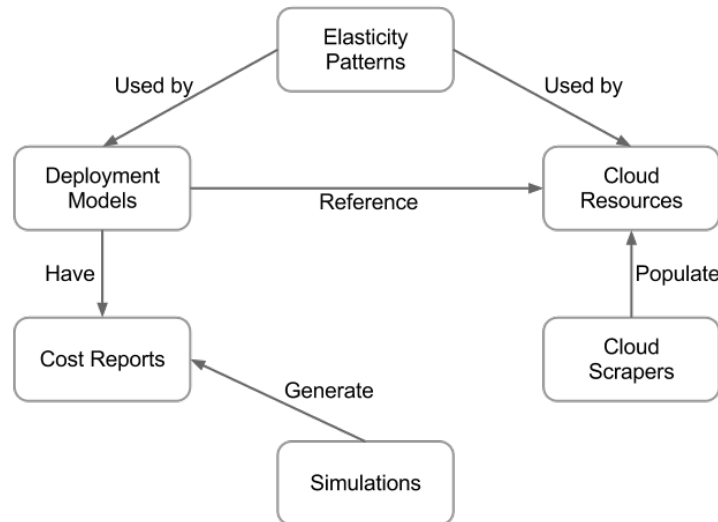 Elasticity
Patterns
Used by
Used by
Deployment
Models
Reference
Cloud
Resources
Have
Populate
Cost Reports
Cloud
Scrapers
Generate
Simulations